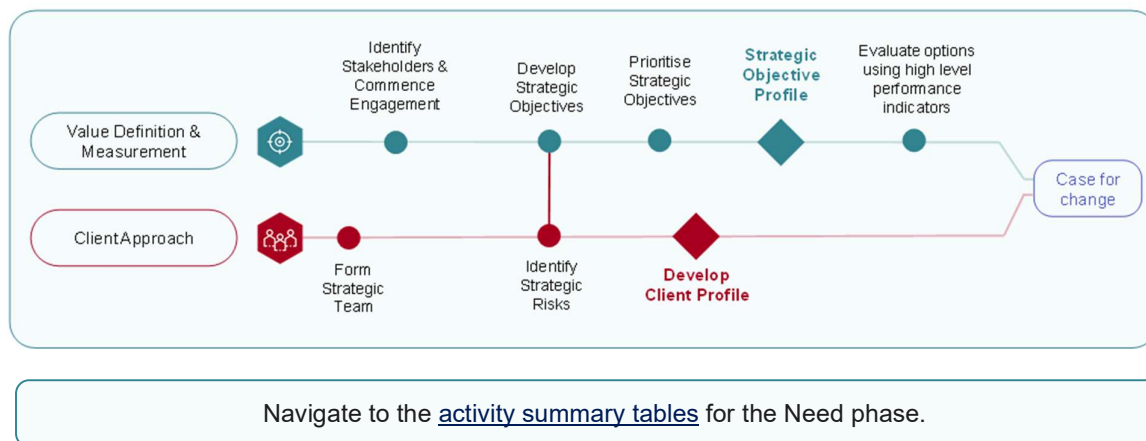 Identify
Stakeholders &
Commence
Engagement
Develop
Strategic
Objectives
Prioritise
Strategic
Objectives
Strategic
Objective
Profile
Evaluate options
using high level
performance
indicators
Value Definition &
Measurement
Case for
change
Client Approach
Form
Strategic
Team
Identify
Strategic
Risks
Develop
Client Profile
Navigate to the activity summary tables for the Need phase.